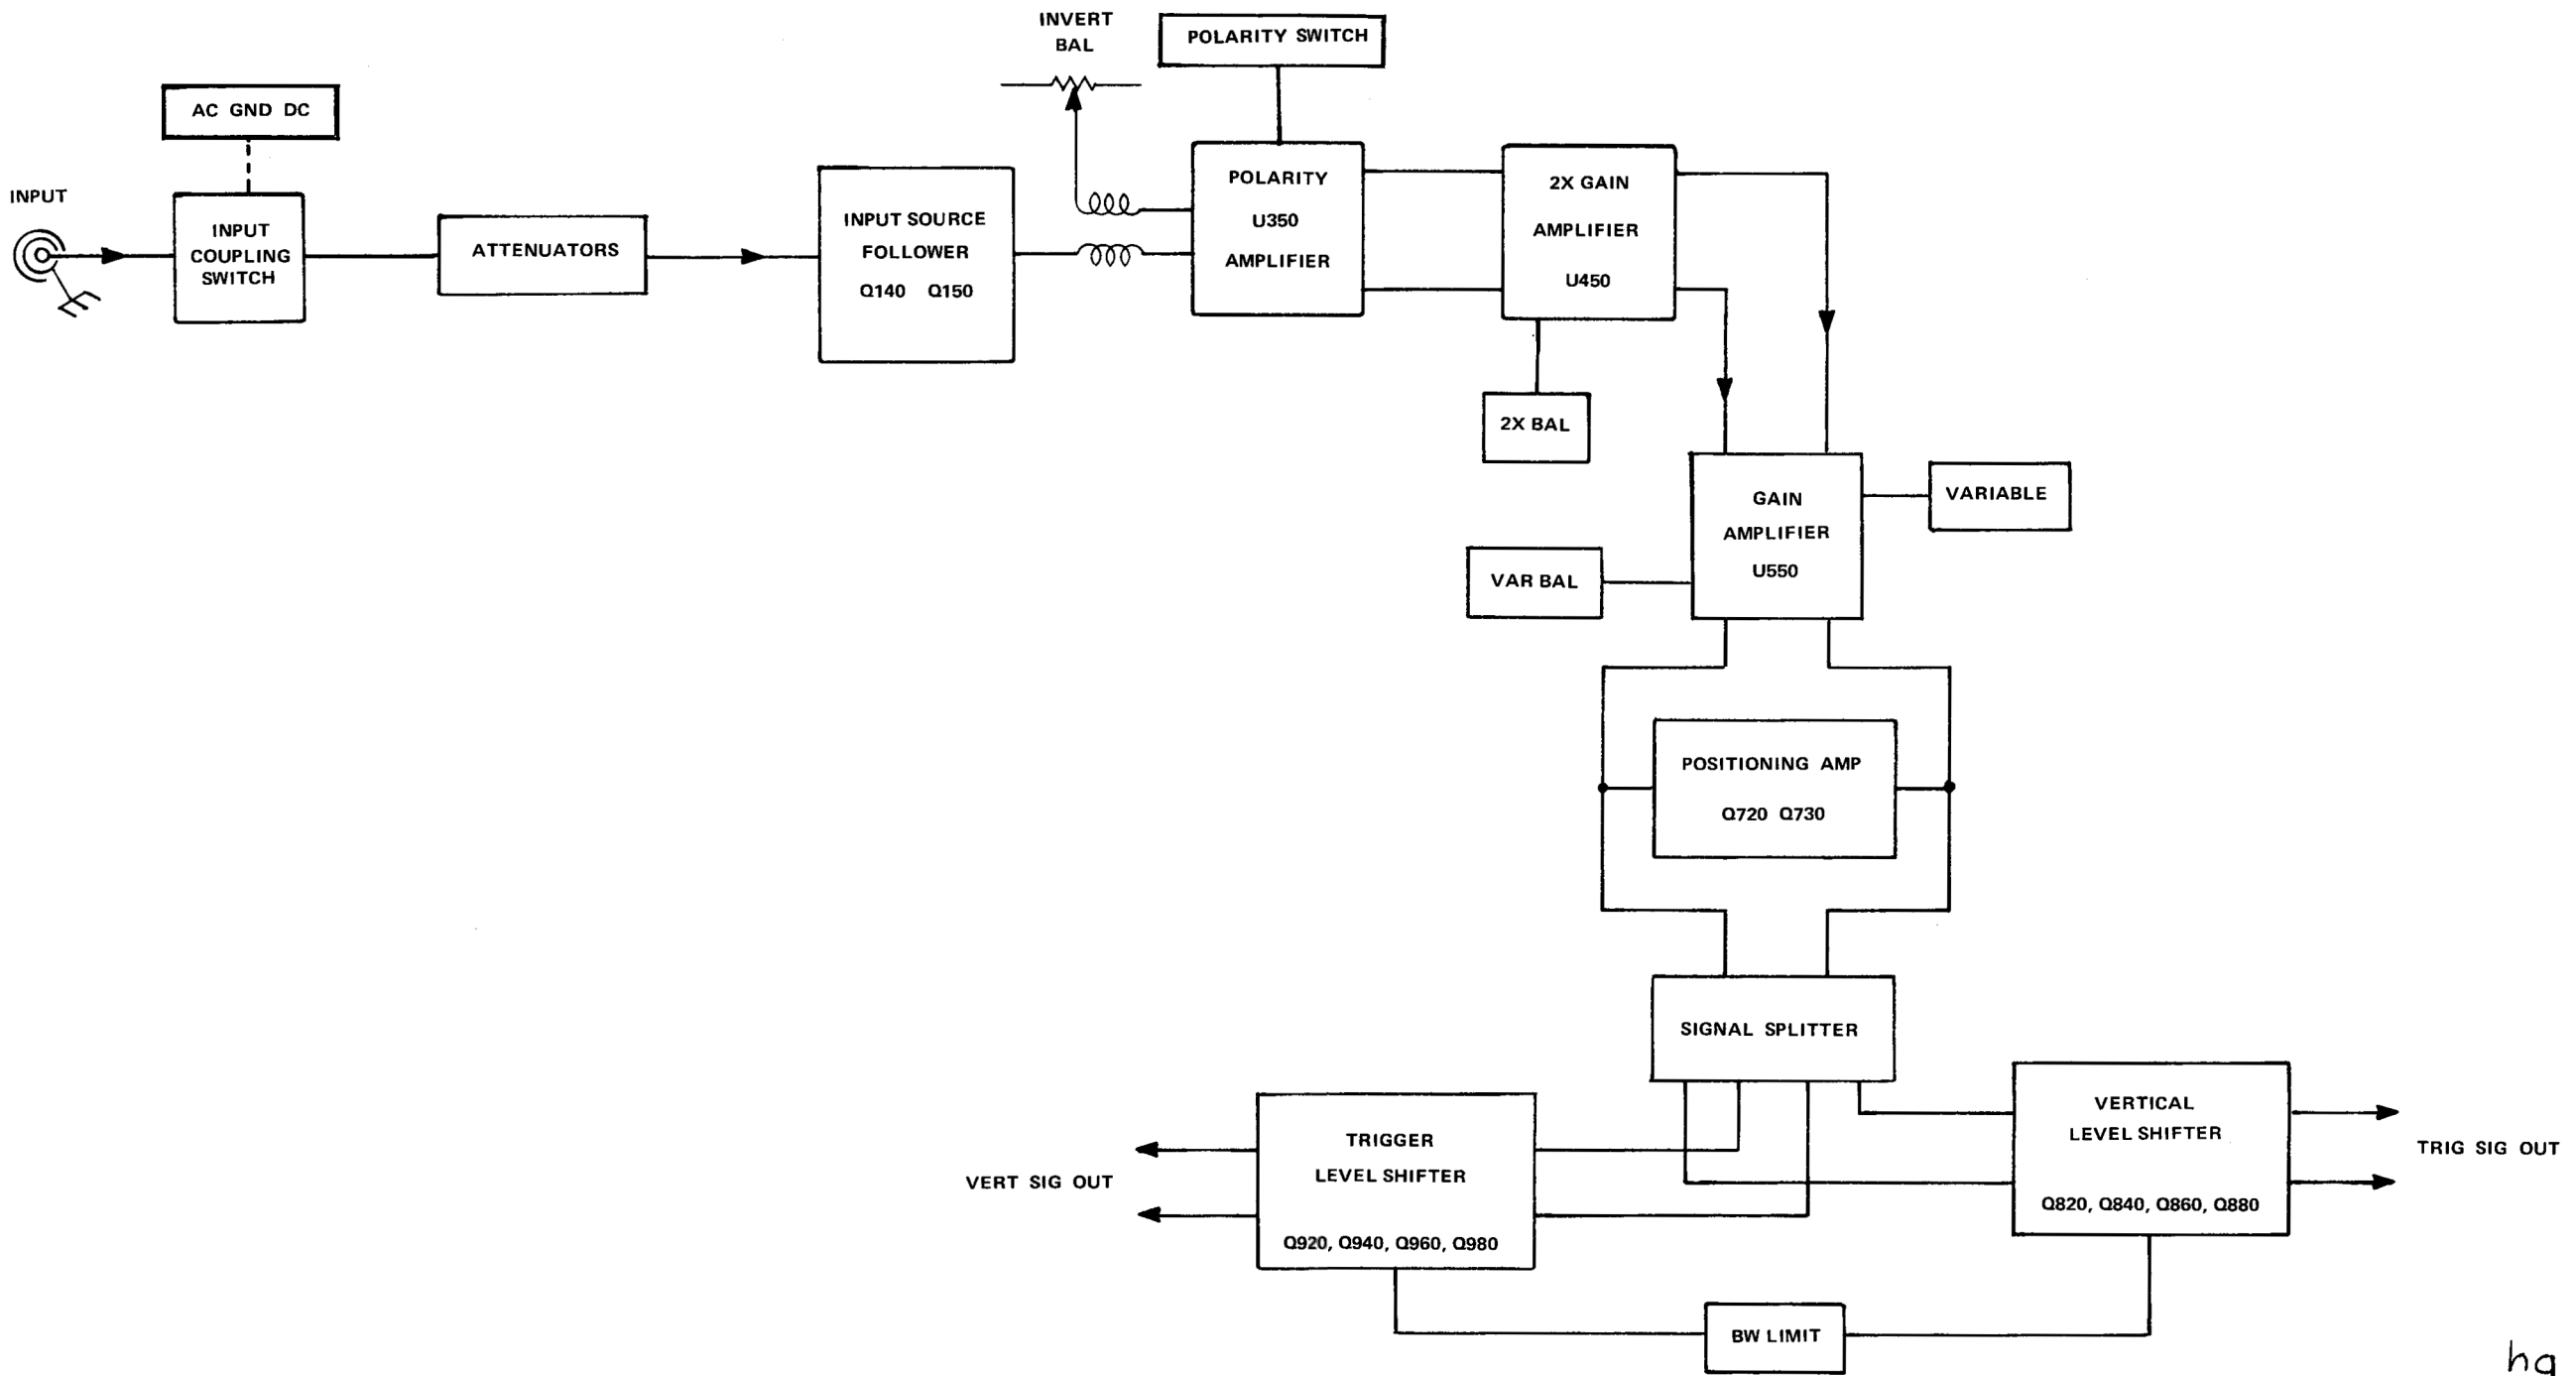 INVERT
BAL
POLARITY SWITCH
AC GND DC
INPUT
INPUT
COUPLING
SWITCH
ATTENUATORS
INPUT SOURCE
FOLLOWER
Q140 Q150
POLARITY
U350
AMPLIFIER
2X GAIN
AMPLIFIER
U450
2X BAL
GAIN
AMPLIFIER
U550
VARIABLE
VAR BAL
POSITIONING AMP
Q720 Q730
SIGNAL SPLITTER
TRIGGER
LEVEL SHIFTER
Q920, Q940, Q960, Q980
VERT SIG OUT
VERTICAL
LEVEL SHIFTER
Q820, Q840, Q860, Q880
TRIG SIG OUT
BW LIMIT